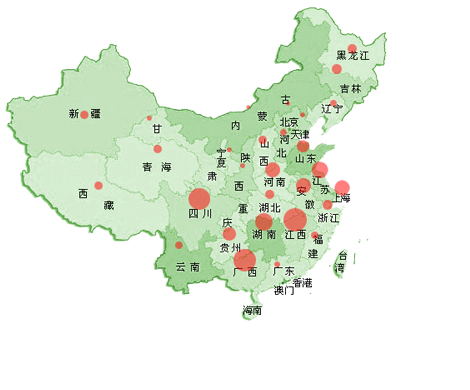 黑龙江
吉林
辽宁
新疆
甘
肃
内
蒙
古
北京
天津
河
北
山
西
山东
宁
夏
陕
西
青海
西
藏
河南
江
苏
安
徽
上海
四川
重
庆
湖北
浙江
湖南
江西
福
建
贵州
云南
广西
广东
台
湾
香港
澳门
海南